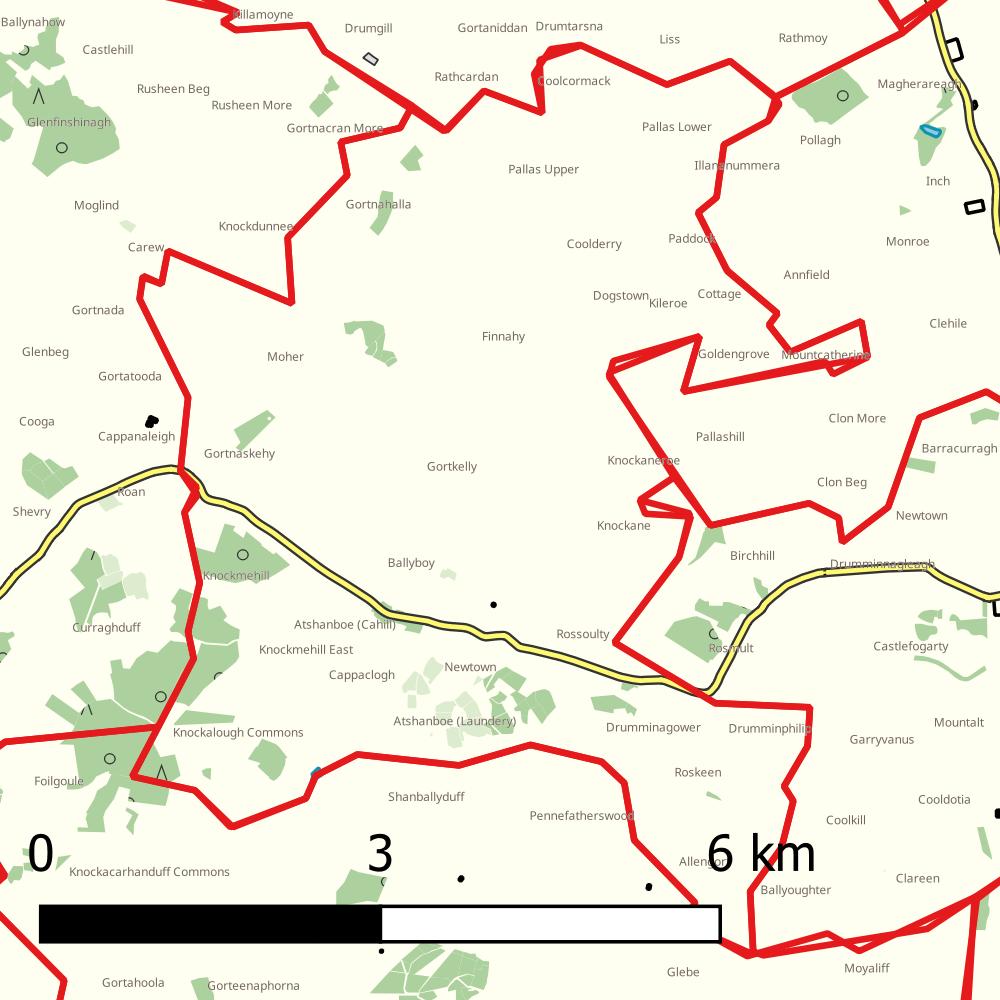 Killamoyne
Ballynahow
Drumgill
Gortaniddan
Drumtarsna
Liss
Rathmoy
Castlehill
Rathcardan
Coolcormack
Magherareagh
Rusheen Beg
Rusheen More
Glenfinshinagh
Gortnacran More
Pallas Lower
Pollagh
Pallas Upper
Illananummera
Inch
Moglind
Gortnahalla
Knockdunnee
Carew
Coolderry
Paddock
Monroe
Annfield
Dogstown
Kileroe
Cottage
Gortnada
Clehile
Finnahy
Glenbeg
Moher
Goldengrove
Mountcatherine
Gortatooda
Cooga
Clon More
Cappanaleigh
Pallashill
Gortnaskehy
Barracurragh
Gortkelly
Knockaneroe
Clon Beg
Roan
Shevry
Newtown
Knockane
Birchhill
Ballyboy
Drumminnagleagh
Knockmehill
Curraghduff
Atshanboe (Cahill)
Rossoulty
Knockmehill East
Rosmult
Castlefogarty
Newtown
Cappaclogh
Atshanboe (Laundery)
Mountalt
Knockalough Commons
Drumminagower
Drumminphilip
Garryvanus
Foilgoule
Roskeen
Shanballyduff
Cooldotia
Pennefatherswood
Coolkill
0 3 6 km
Allengort
Knockacarhanduff Commons
Clareen
Ballyoughter
Glebe
Moyaliff
Gortahoola
Gorteenaphorna